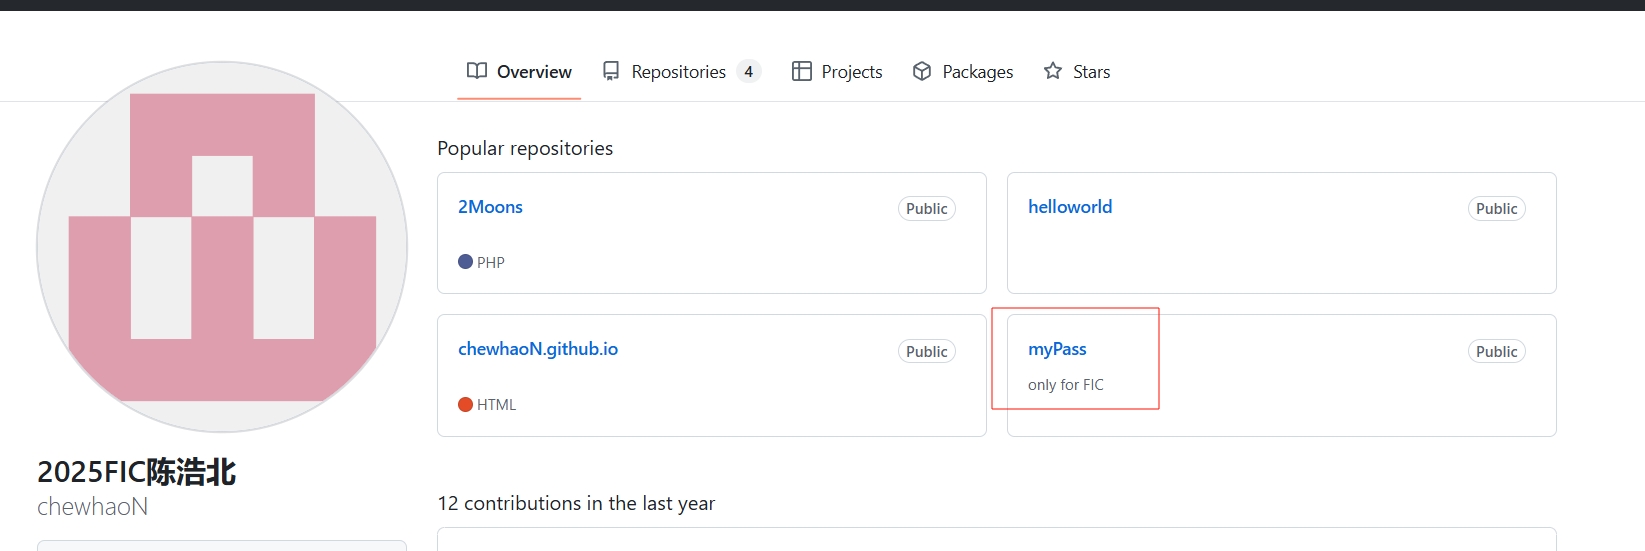 Overview Repositories 4 Projects Packages Stars
Popular repositories
2Moons Public
PHP
helloworld Public
chewhaoN.github.io Public
HTML
myPass Public
only for FIC
2025FIC陈浩北
chewhaoN
12 contributions in the last year